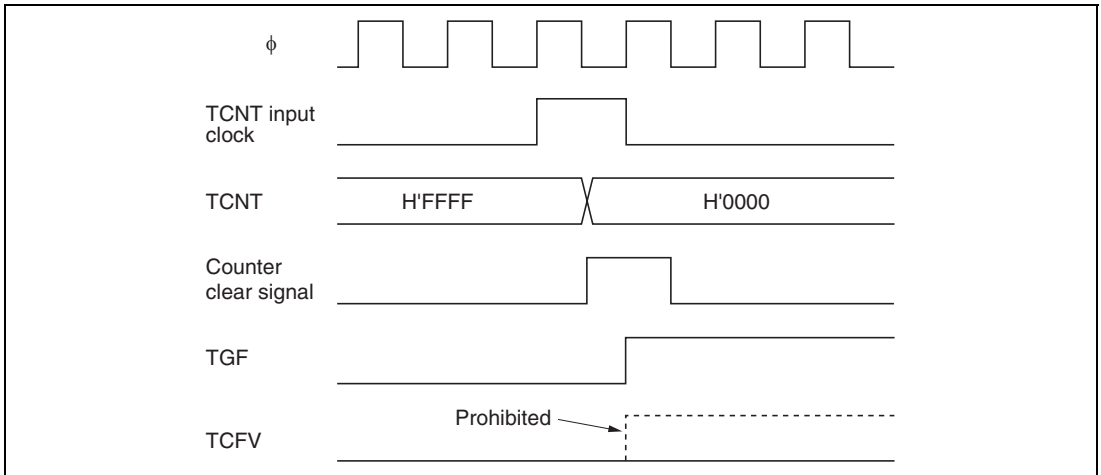 ϕ
TCNT input
clock
TCNT
H'FFFF
H'0000
Counter
clear signal
TGF
Prohibited
TCFV